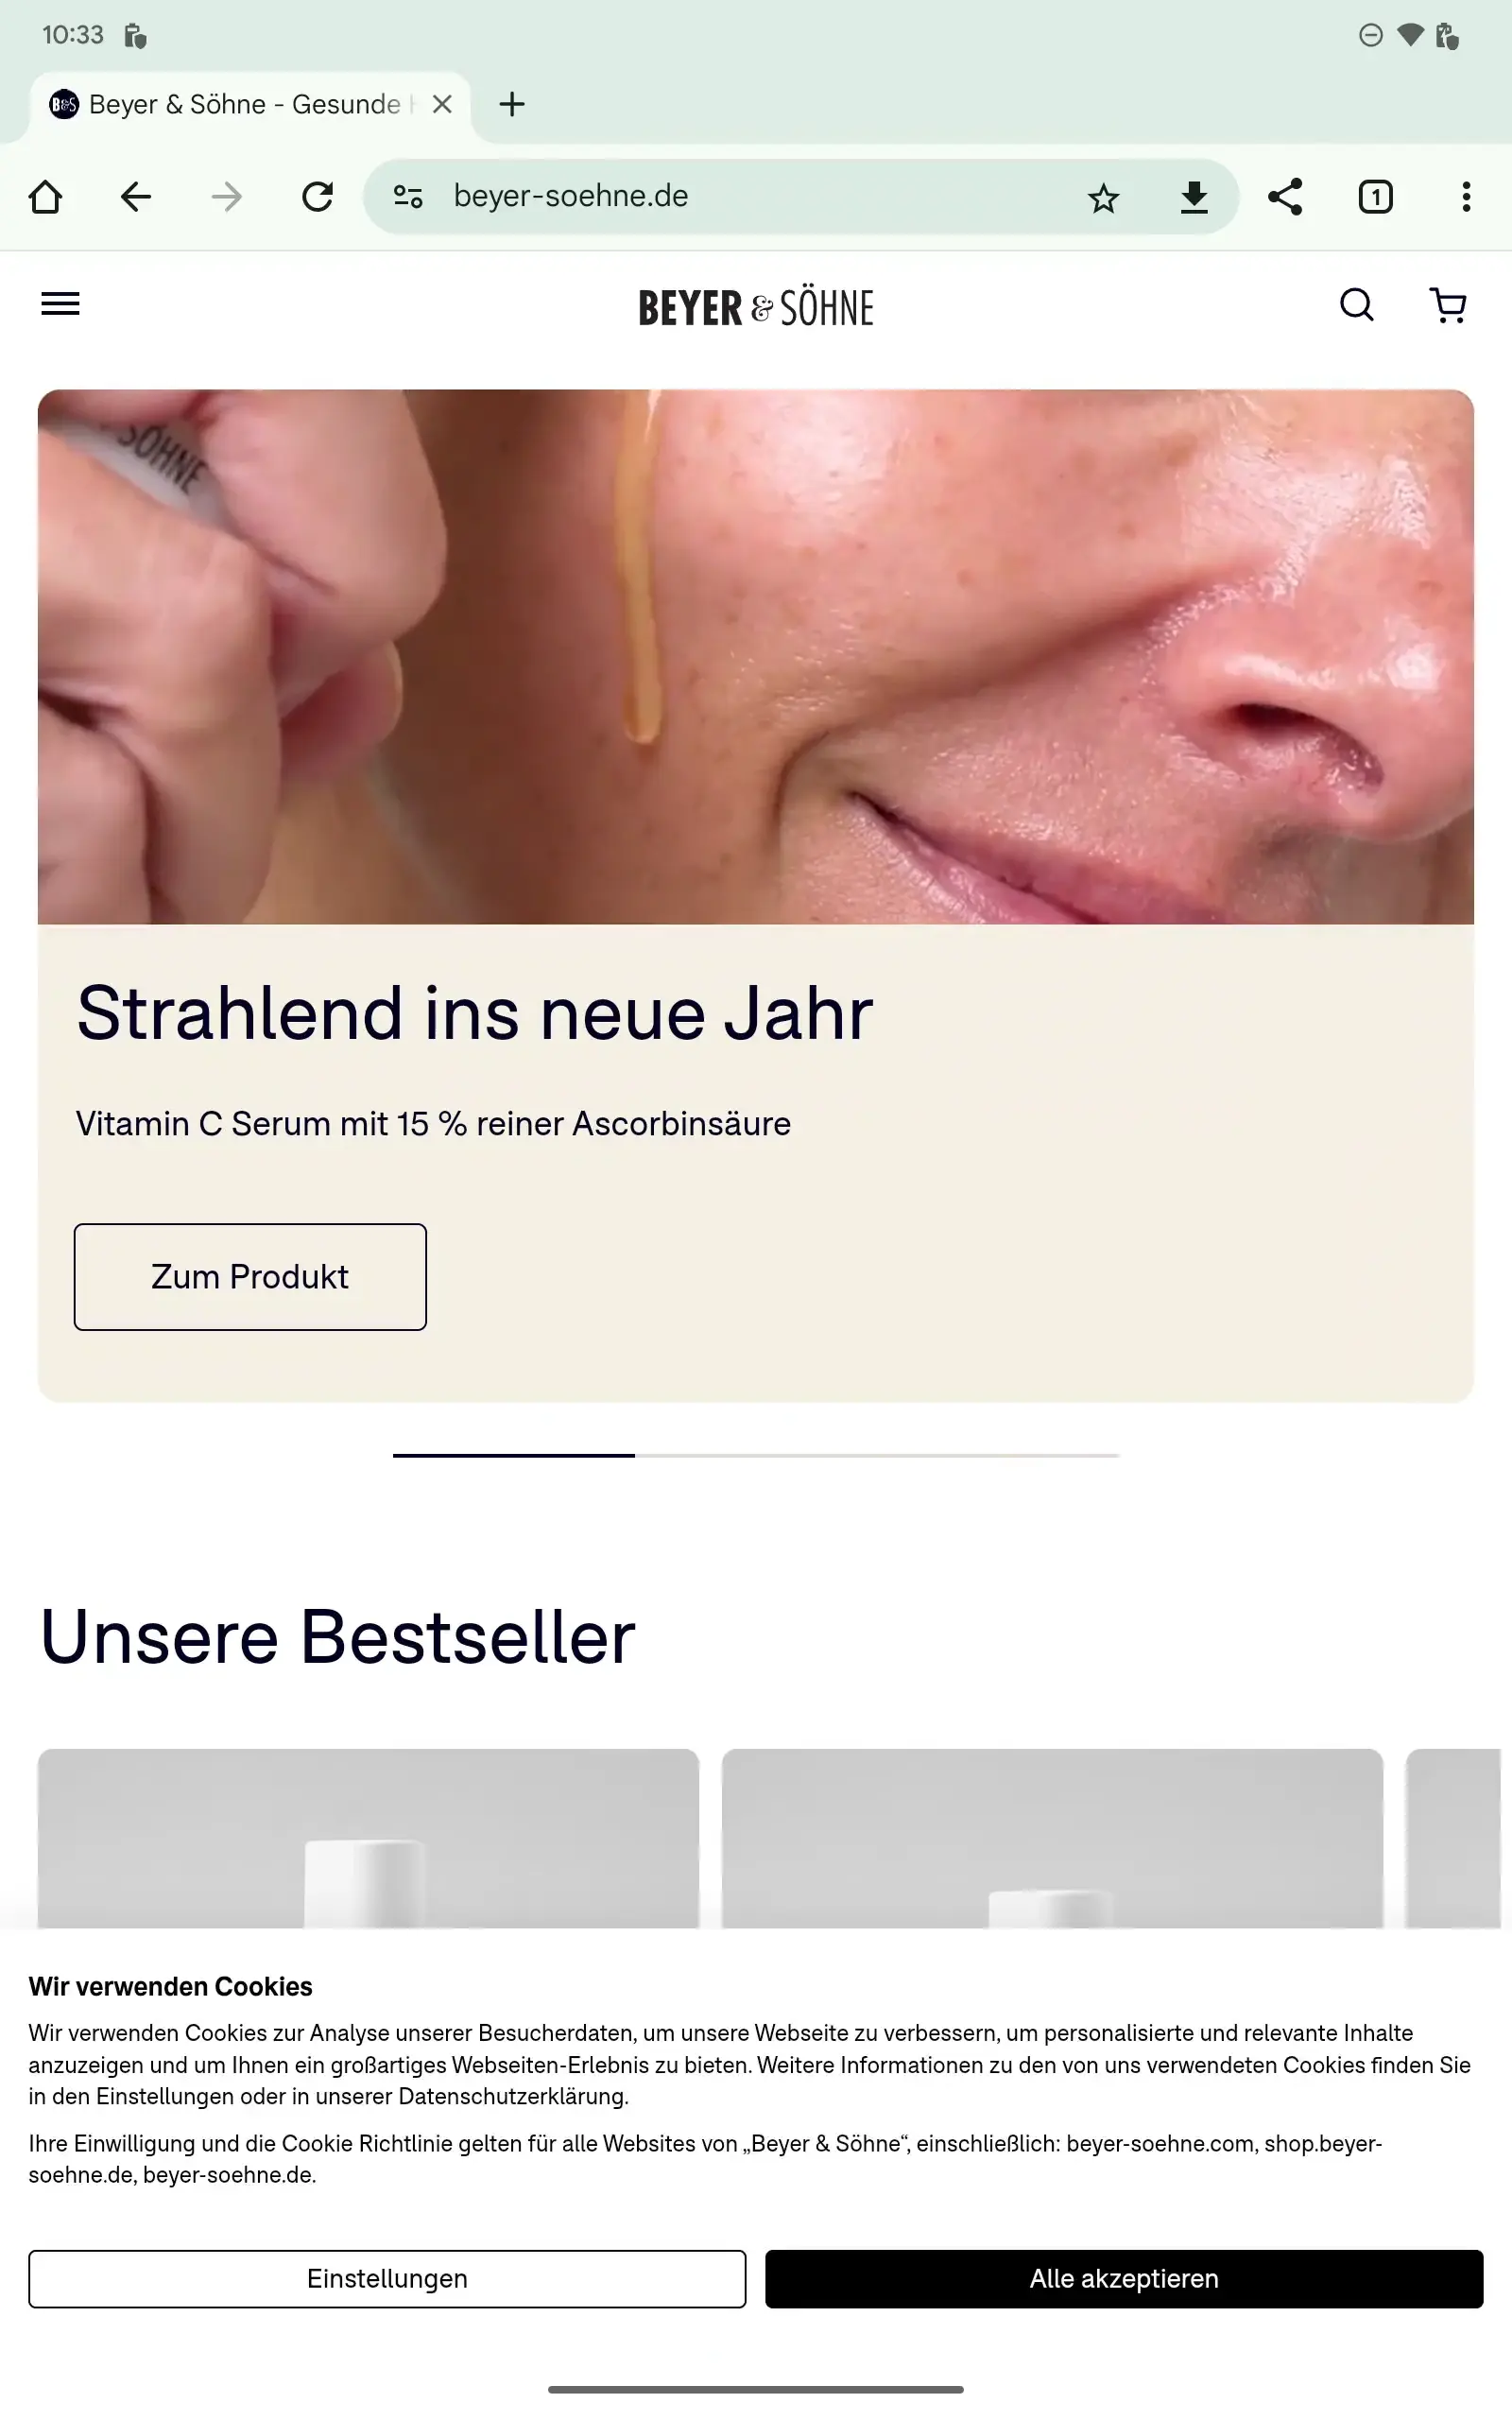 10:33
Beyer & Söhne - Gesunde
beyer-soehne.de
1
BEYER & SÖHNE
SÖHNE
Strahlend ins neue Jahr
Vitamin C Serum mit 15 % reiner Ascorbinsäure
Zum Produkt
Unsere Bestseller
Wir verwenden Cookies
Wir verwenden Cookies zur Analyse unserer Besucherdaten, um unsere Webseite zu verbessern, um personalisierte und relevante Inhalte
anzuzeigen und um Ihnen ein großartiges Webseiten-Erlebnis zu bieten. Weitere Informationen zu den von uns verwendeten Cookies finden Sie
in den Einstellungen oder in unserer Datenschutzerklärung.
Ihre Einwilligung und die Cookie Richtlinie gelten für alle Websites von „Beyer & Söhne“, einschließlich: beyer-soehne.com, shop.beyer-
soehne.de, beyer-soehne.de.
Einstellungen
Alle akzeptieren